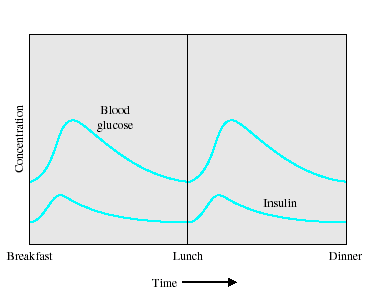 Concentration
Blood
glucose
Insulin
Breakfast
Lunch
Dinner
Time